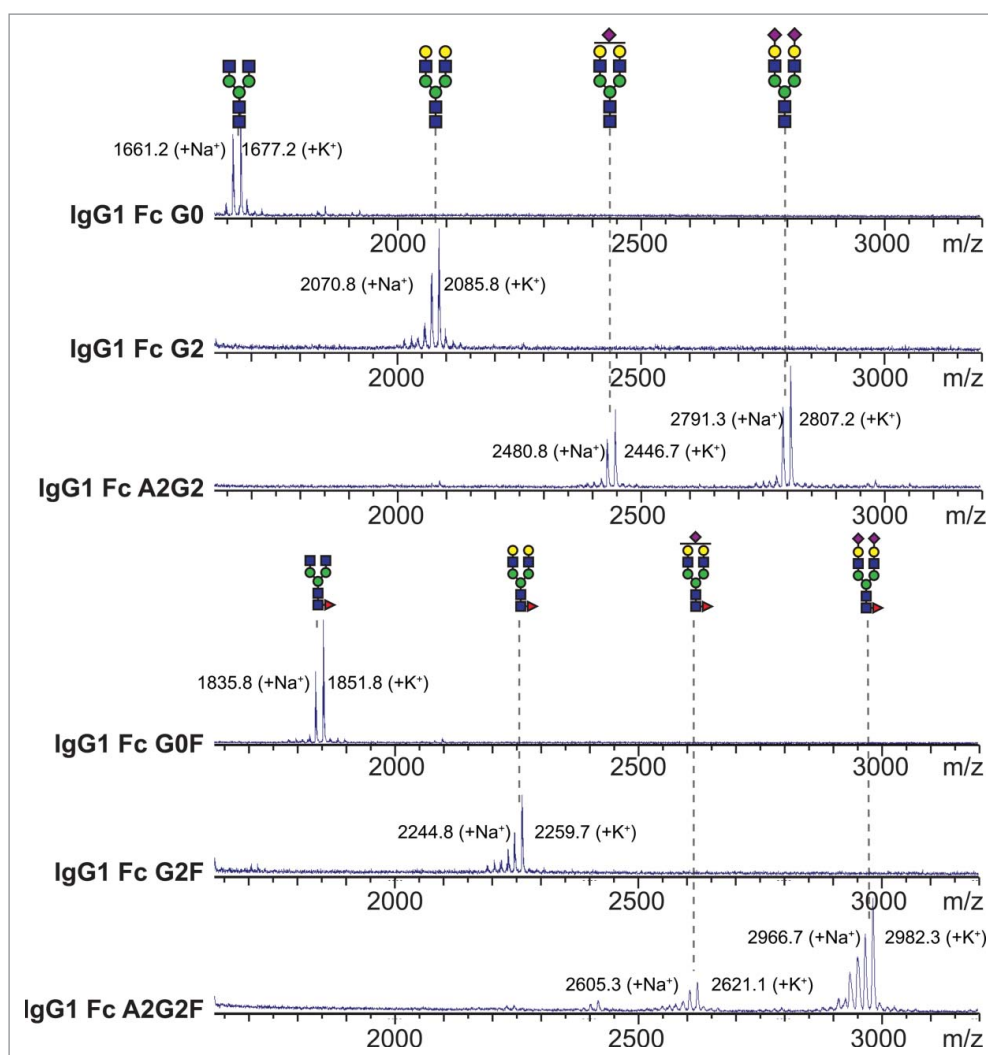 1661.2 (+Na⁺) 1677.2 (+K⁺)
IgG1 Fc G0
2000 2500 3000 m/z
2070.8 (+Na⁺) 2085.8 (+K⁺)
IgG1 Fc G2
2000 2500 3000 m/z
2791.3 (+Na⁺) 2807.2 (+K⁺)
2480.8 (+Na⁺) 2446.7 (+K⁺)
IgG1 Fc A2G2
2000 2500 3000 m/z
1835.8 (+Na⁺) 1851.8 (+K⁺)
IgG1 Fc G0F
2000 2500 3000 m/z
2244.8 (+Na⁺) 2259.7 (+K⁺)
IgG1 Fc G2F
2000 2500 3000 m/z
2966.7 (+Na⁺) 2982.3 (+K⁺)
2605.3 (+Na⁺) 2621.1 (+K⁺)
IgG1 Fc A2G2F
2000 2500 3000 m/z